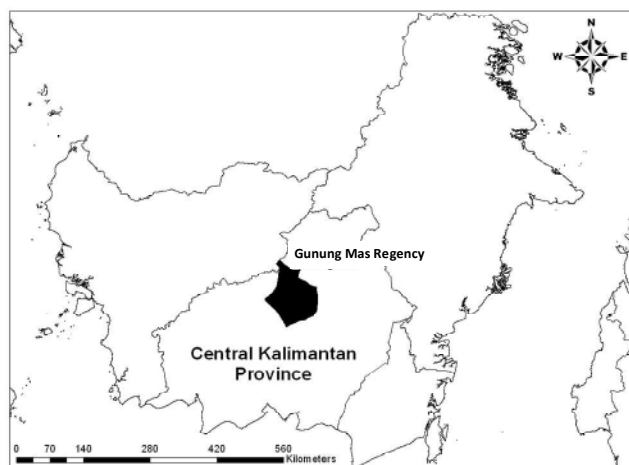 N
W E
S
Gunung Mas Regency
Central Kalimantan
Province
0 70 140 280 420 560
Kilometers